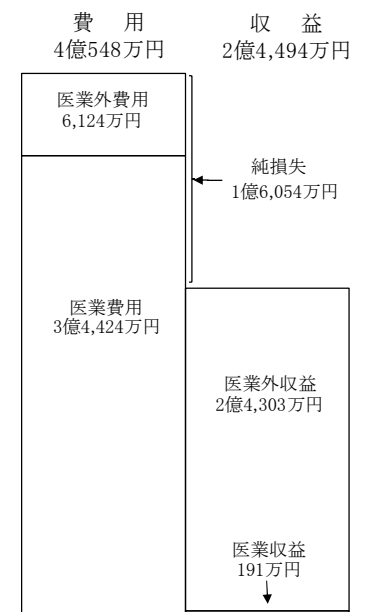 費　用
4億548万円
収　益
2億4,494万円
医業外費用
6,124万円
純損失
1億6,054万円
医業費用
3億4,424万円
医業外収益
2億4,303万円
医業収益
191万円